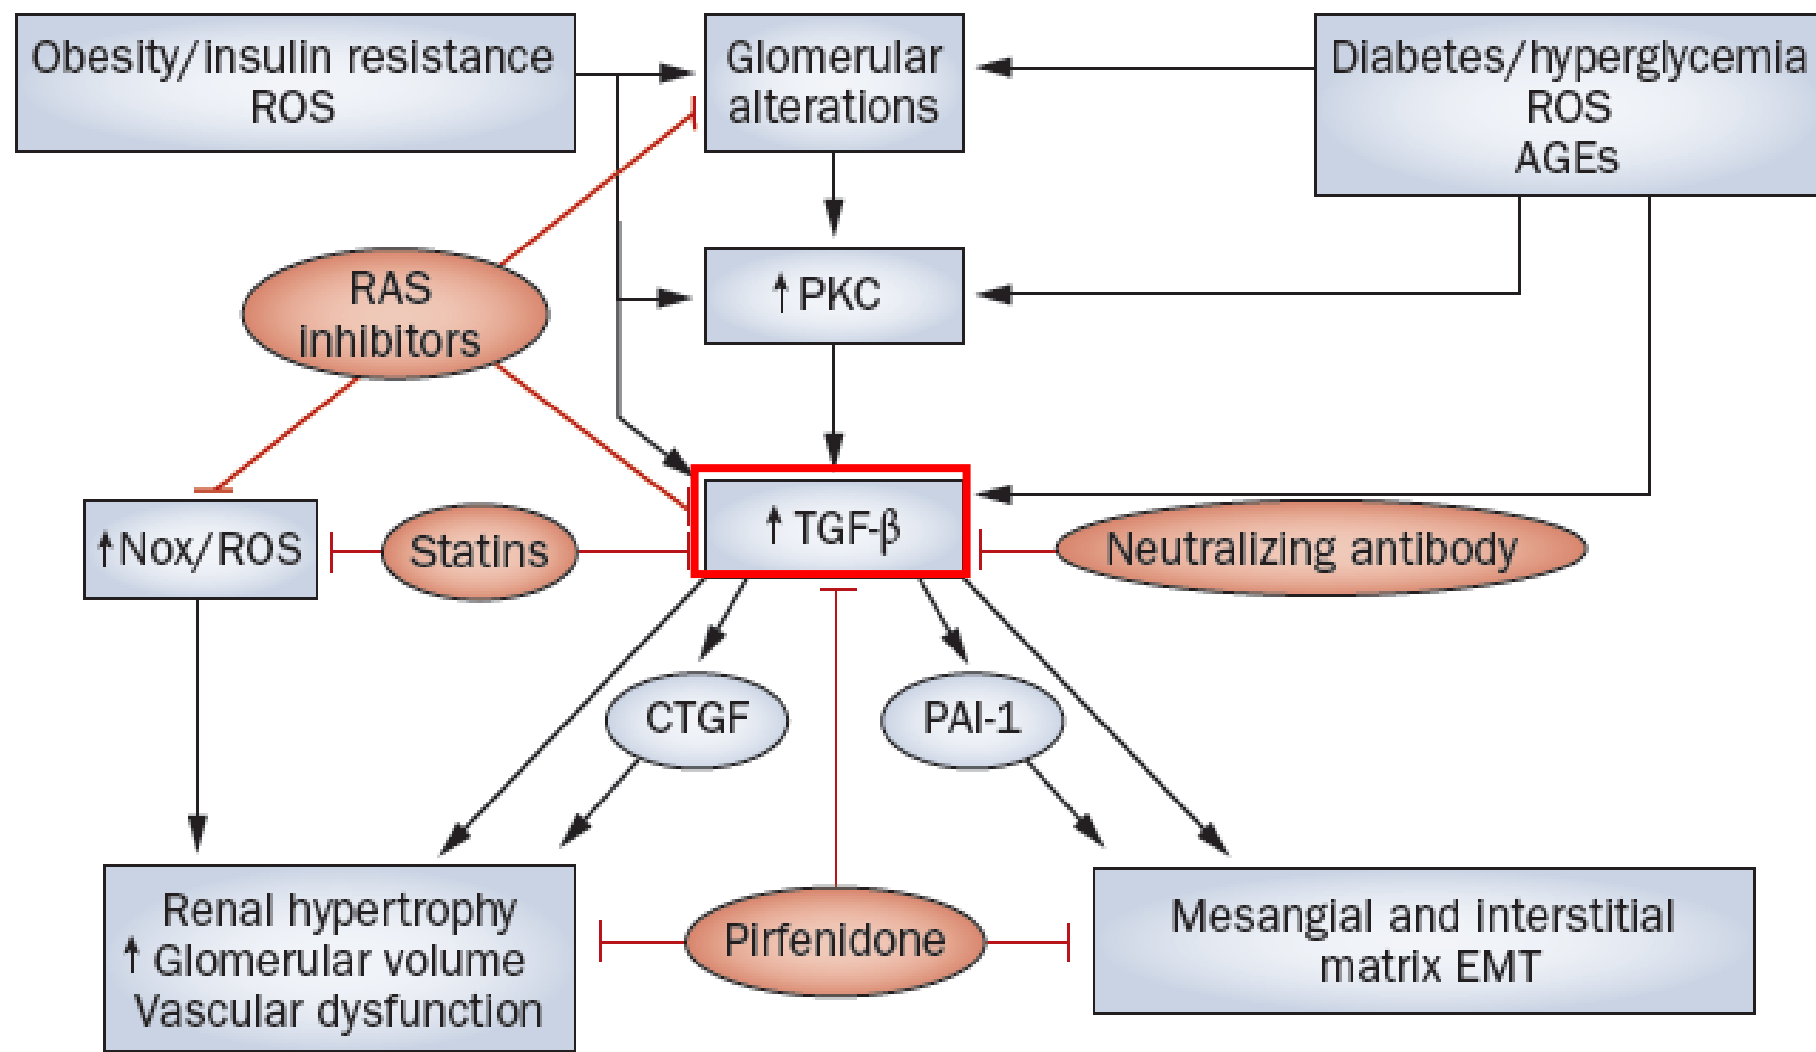 Obesity/insulin resistance
ROS
Glomerular
alterations
Diabetes/hyperglycemia
ROS
AGEs
RAS
inhibitors
↑ PKC
↑Nox/ROS
Statins
↑ TGF-β
Neutralizing antibody
CTGF
PAI-1
Renal hypertrophy
↑ Glomerular volume
Vascular dysfunction
Pirfenidone
Mesangial and interstitial
matrix EMT